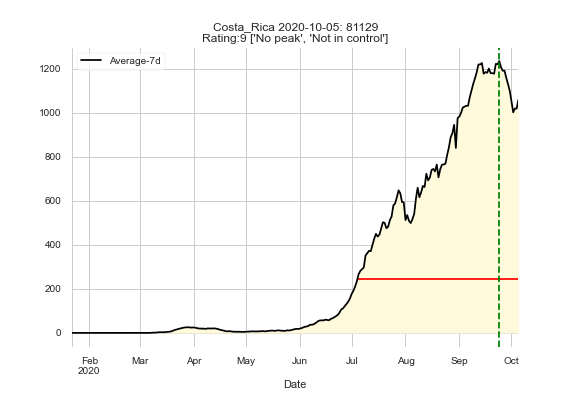 Costa_Rica 2020-10-05: 81129
Rating:9 ['No peak', 'Not in control']
Average-7d
1200
1000
800
600
400
200
0
Feb Mar Apr May Jun Jul Aug Sep Oct
2020
Date